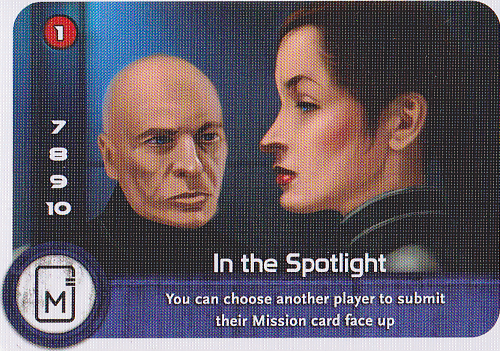 1
7
8
9
10
In the Spotlight
M
You can choose another player to submit
their Mission card face up